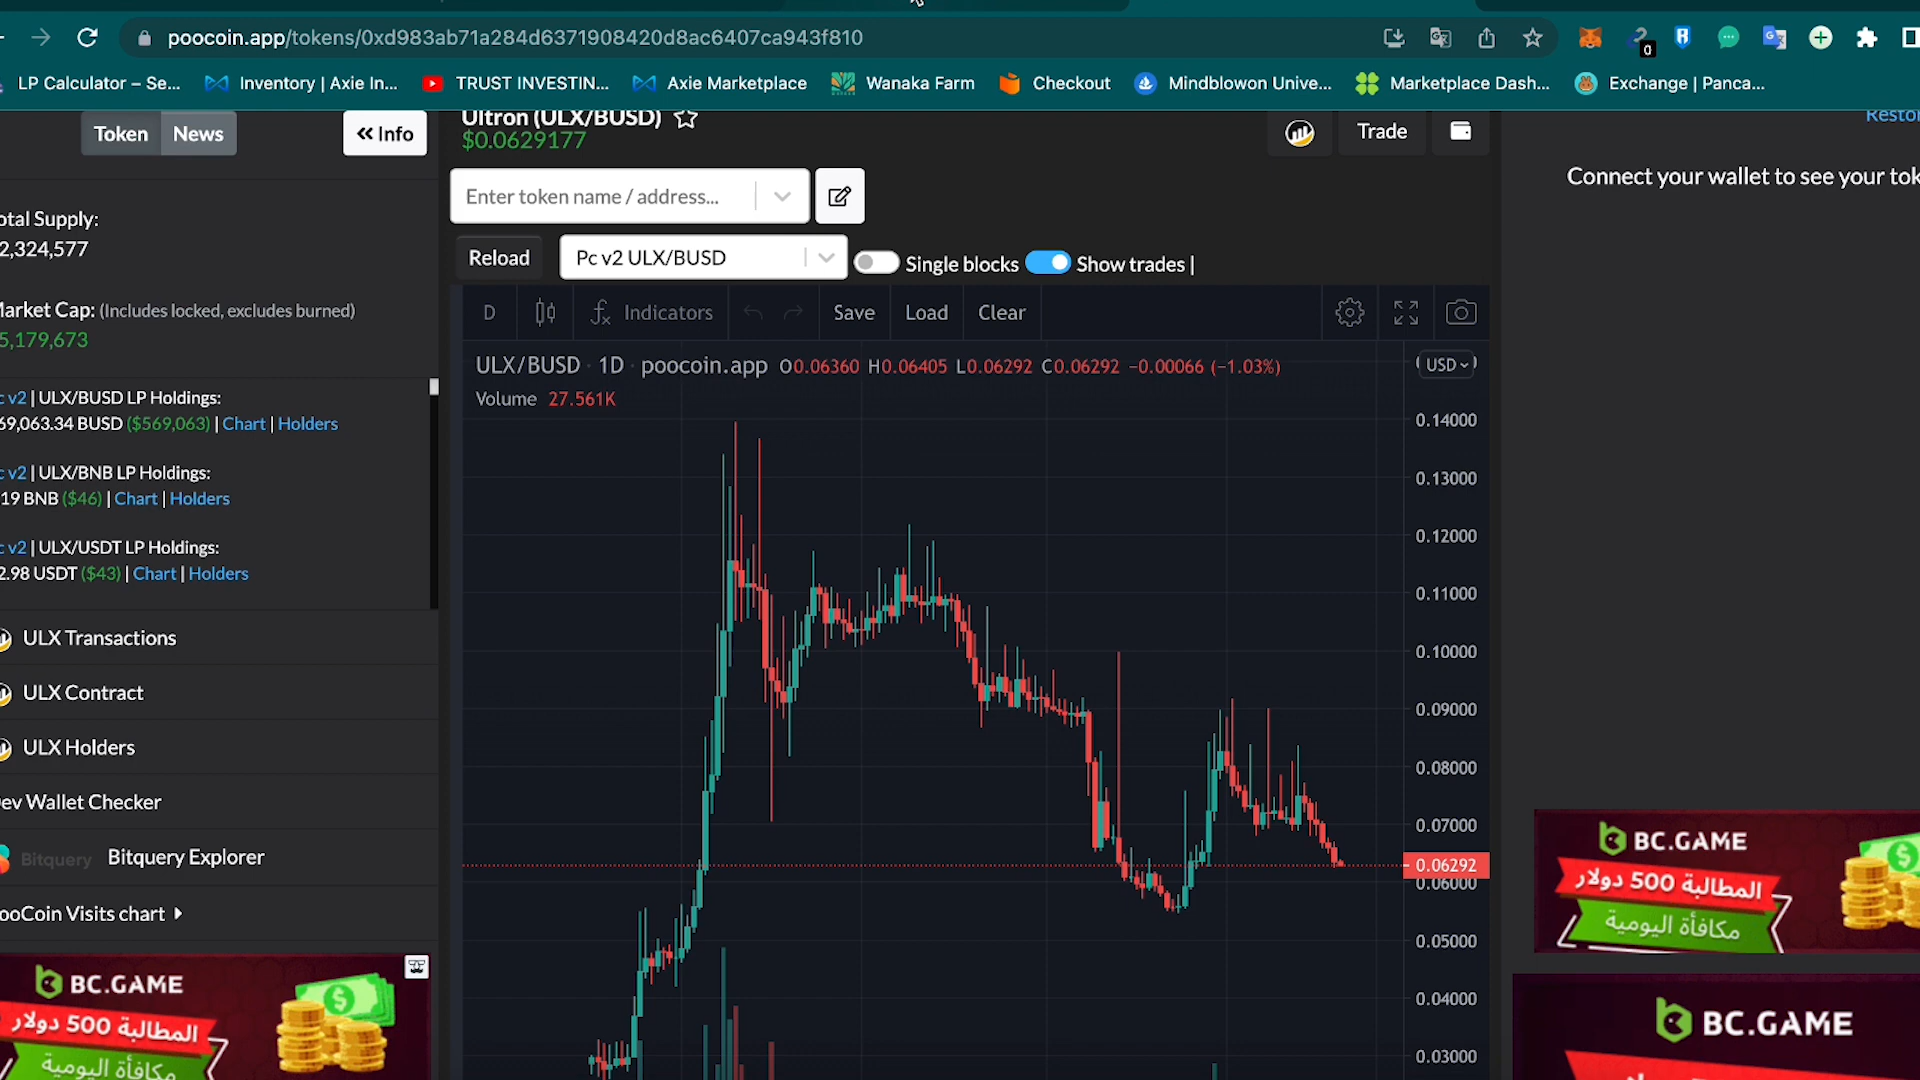 poocoin.app/tokens/0xd983ab71a284d6371908420d8ac6407ca943f810
0
LP Calculator – Se...
Inventory | Axie In...
TRUST INVESTIN...
Axie Marketplace
Wanaka Farm
Checkout
Mindblowon Unive...
Marketplace Dash...
Exchange | Panca...
Token
News
« Info
otal Supply:
2,324,577
Market Cap: (Includes locked, excludes burned)
5,179,673
c v2 | ULX/BUSD LP Holdings:
69,063.34 BUSD ($569,063) | Chart | Holders
c v2 | ULX/BNB LP Holdings:
19 BNB ($46) | Chart | Holders
c v2 | ULX/USDT LP Holdings:
2.98 USDT ($43) | Chart | Holders
ULX Transactions
ULX Contract
ULX Holders
ev Wallet Checker
Bitquery
Bitquery Explorer
ooCoin Visits chart
BC.GAME
المطالبة 500 دولار
مكافأة اليومية
Ultron (ULX/BUSD)
$0.0629177
Trade
Enter token name / address...
Reload
Pc v2 ULX/BUSD
Single blocks
Show trades |
D
Indicators
Save
Load
Clear
ULX/BUSD · 1D · poocoin.app O0.06360 H0.06405 L0.06292 C0.06292 −0.00066 (−1.03%)
Volume 27.561K
USD
0.14000
0.13000
0.12000
0.11000
0.10000
0.09000
0.08000
0.07000
0.06292
0.06000
0.05000
0.04000
0.03000
Restor
Connect your wallet to see your tok
BC.GAME
المطالبة 500 دولار
مكافأة اليومية
BC.GAME